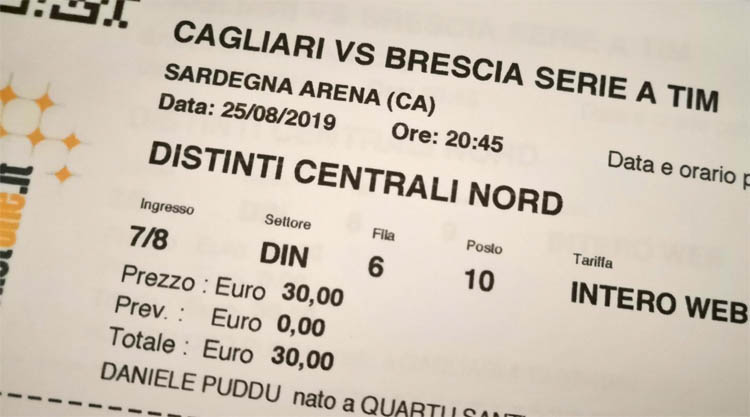 CAGLIARI VS BRESCIA SERIE A TIM
SARDEGNA ARENA (CA)
Data: 25/08/2019 Ore: 20:45
Data e orario
DISTINTI CENTRALI NORD
Ingresso Settore Fila Posto Tariffa
7/8 DIN 6 10 INTERO WEB
Prezzo : Euro 30,00
Prev. : Euro 0,00
Totale : Euro 30,00
DANIELE PUDDU nato a QUARTU